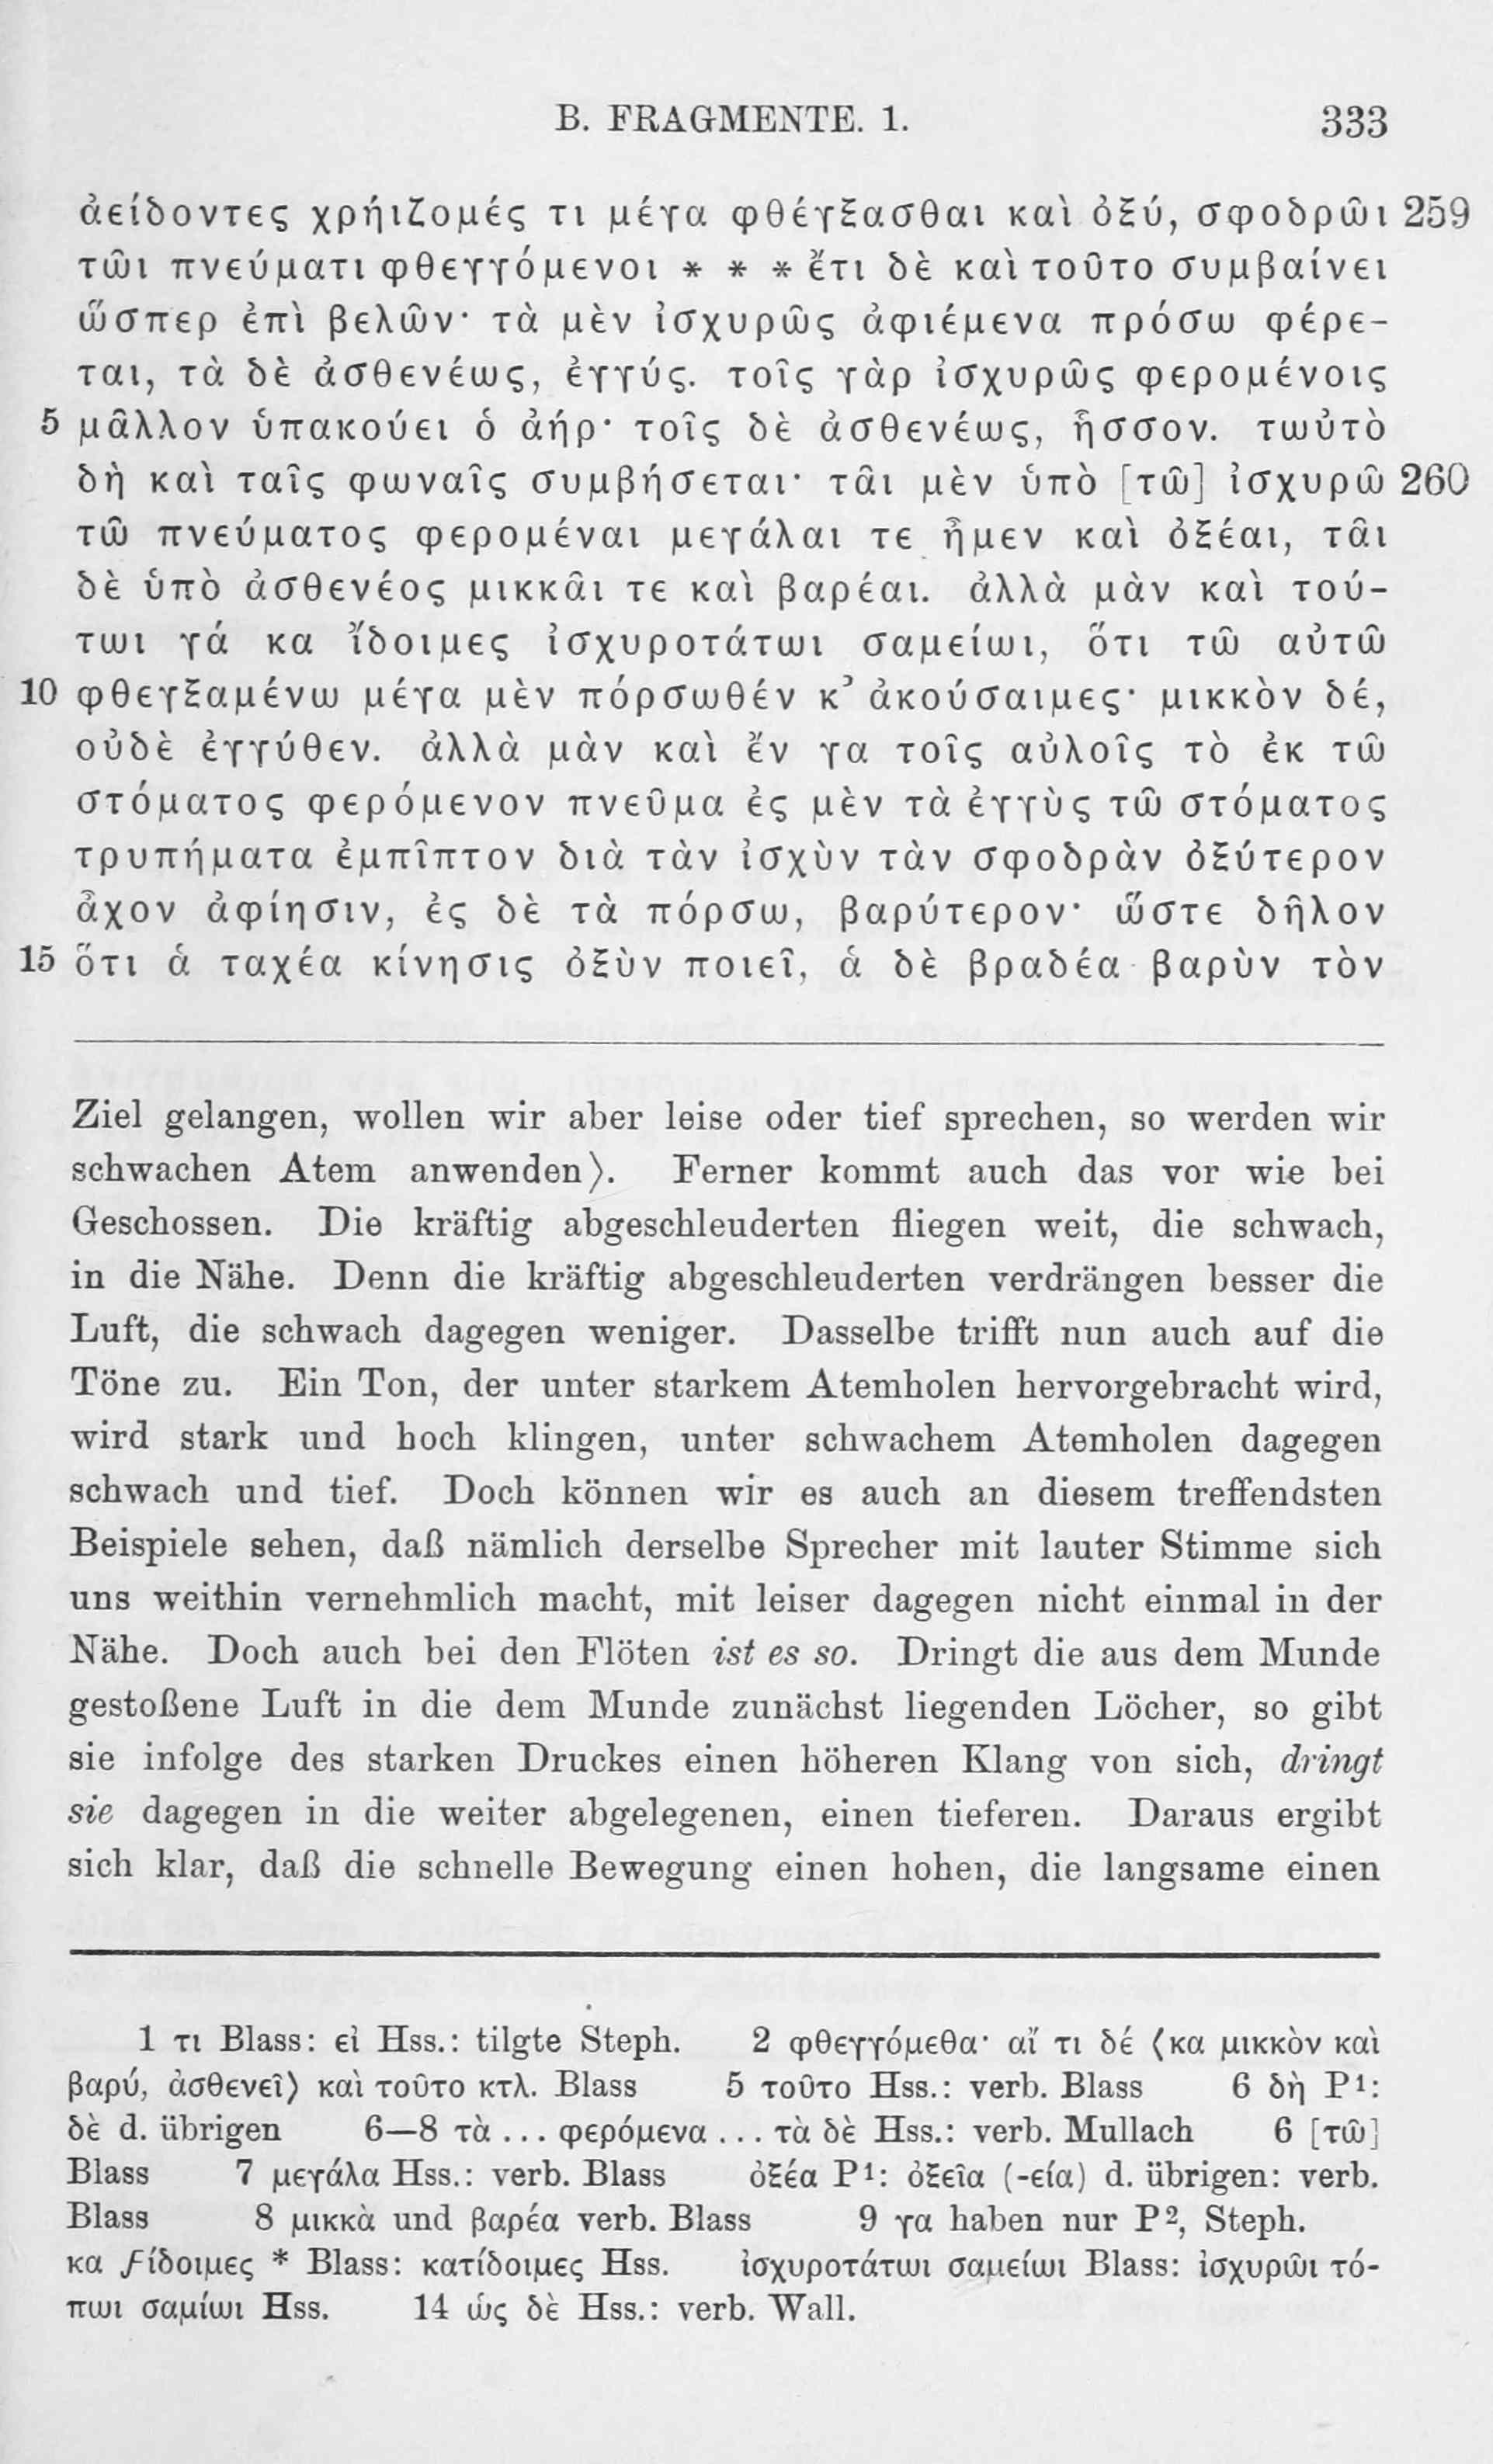 B. FRAGMENTE. 1. 333
ἀείδοντες χρήιζομές τι μέγα φθέγξασθαι καὶ ὀξύ, σφοδρῶι 259
τῶι πνεύματι φθεγγόμενοι * * * ἔτι δὲ καὶ τοῦτο συμβαίνει
ὥσπερ ἐπὶ βελῶν· τὰ μὲν ἰσχυρῶς ἀφιέμενα πρόσω φέρε-
ται, τὰ δὲ ἀσθενέως, ἐγγύς. τοῖς γὰρ ἰσχυρῶς φερομένοις
5 μᾶλλον ὑπακούει ὁ ἀήρ· τοῖς δὲ ἀσθενέως, ἧσσον. τωὐτὸ
δὴ καὶ ταῖς φωναῖς συμβήσεται· τᾶι μὲν ὑπὸ [τῶ] ἰσχυρῶ 260
τῶ πνεύματος φερομέναι μεγάλαι τε ἦμεν καὶ ὀξέαι, τᾶι
δὲ ὑπὸ ἀσθενέος μικκᾶι τε καὶ βαρέαι. ἀλλὰ μὰν καὶ τού-
τωι γά κα ἴδοιμες ἰσχυροτάτωι σαμείωι, ὅτι τῶ αὐτῶ
10 φθεγξαμένω μέγα μὲν πόρσωθέν κ’ ἀκούσαιμες· μικκὸν δέ,
οὐδὲ ἐγγύθεν. ἀλλὰ μὰν καὶ ἔν γα τοῖς αὐλοῖς τὸ ἐκ τῶ
στόματος φερόμενον πνεῦμα ἐς μὲν τὰ ἐγγὺς τῶ στόματος
τρυπήματα ἐμπῖπτον διὰ τὰν ἰσχὺν τὰν σφοδρὰν ὀξύτερον
ἆχον ἀφίησιν, ἐς δὲ τὰ πόρσω, βαρύτερον· ὥστε δῆλον
15 ὅτι ἁ ταχέα κίνησις ὀξὺν ποιεῖ, ἁ δὲ βραδέα βαρὺν τὸν
Ziel gelangen, wollen wir aber leise oder tief sprechen, so werden wir
schwachen Atem anwenden⟩. Ferner kommt auch das vor wie bei
Geschossen. Die kräftig abgeschleuderten fliegen weit, die schwach,
in die Nähe. Denn die kräftig abgeschleuderten verdrängen besser die
Luft, die schwach dagegen weniger. Dasselbe trifft nun auch auf die
Töne zu. Ein Ton, der unter starkem Atemholen hervorgebracht wird,
wird stark und hoch klingen, unter schwachem Atemholen dagegen
schwach und tief. Doch können wir es auch an diesem treffendsten
Beispiele sehen, daß nämlich derselbe Sprecher mit lauter Stimme sich
uns weithin vernehmlich macht, mit leiser dagegen nicht einmal in der
Nähe. Doch auch bei den Flöten ist es so. Dringt die aus dem Munde
gestoßene Luft in die dem Munde zunächst liegenden Löcher, so gibt
sie infolge des starken Druckes einen höheren Klang von sich, dringt
sie dagegen in die weiter abgelegenen, einen tieferen. Daraus ergibt
sich klar, daß die schnelle Bewegung einen hohen, die langsame einen
1 τι Blass: εἰ Hss.: tilgte Steph. 2 φθεγγόμεθα· αἴ τι δέ ⟨κα μικκὸν καὶ
βαρύ, ἀσθενεῖ⟩ καὶ τοῦτο κτλ. Blass 5 τοῦτο Hss.: verb. Blass 6 δὴ P¹:
δὲ d. übrigen 6—8 τὰ ... φερόμενα ... τὰ δὲ Hss.: verb. Mullach 6 [τῶ]
Blass 7 μεγάλα Hss.: verb. Blass ὀξέα P¹: ὀξεῖα (-εία) d. übrigen: verb.
Blass 8 μικκὰ und βαρέα verb. Blass 9 γα haben nur P², Steph.
κα ϝίδοιμες * Blass: κατίδοιμες Hss. ἰσχυροτάτωι σαμείωι Blass: ἰσχυρῶι τό-
πωι σαμίωι Hss. 14 ὡς δὲ Hss.: verb. Wall.